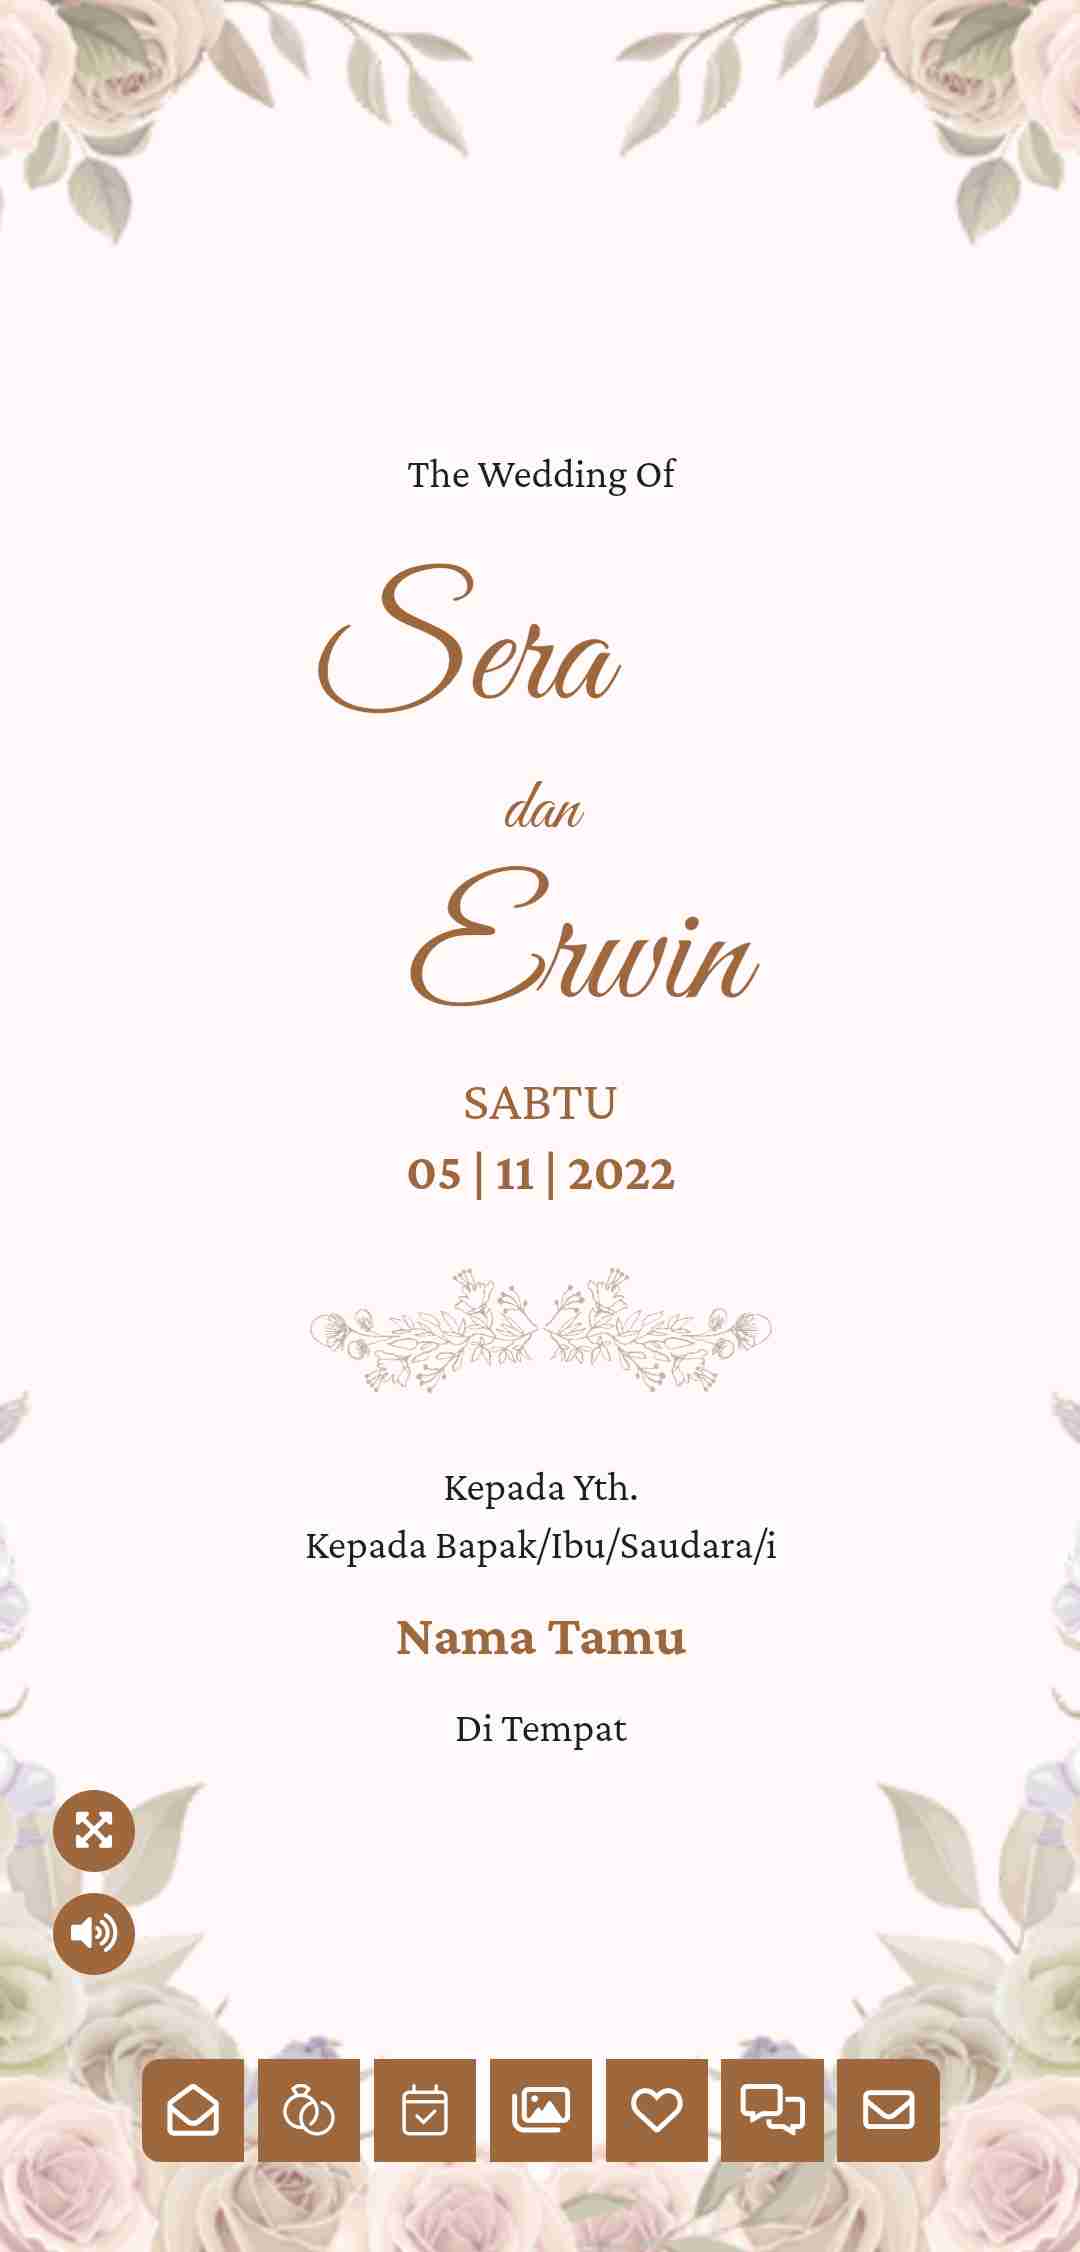 The Wedding Of
Sera
dan
Erwin
SABTU
05 | 11 | 2022
Kepada Yth.
Kepada Bapak/Ibu/Saudara/i
Nama Tamu
Di Tempat